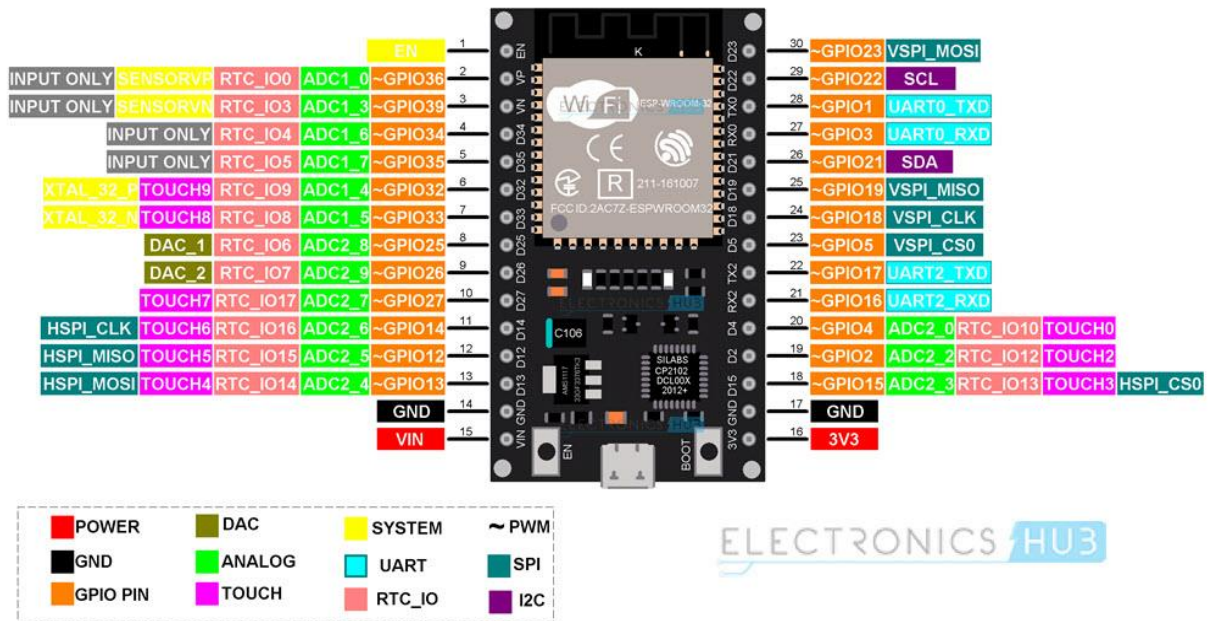 EN 1 EN K D23 30 ~GPIO23 VSPI_MOSI
INPUT ONLY SENSORVP RTC_IO0 ADC1_0 ~GPIO36 2 VP D22 29 ~GPIO22 SCL
INPUT ONLY SENSORVN RTC_IO3 ADC1_3 ~GPIO39 3 VN Wi Fi ESP-WROOM-32 TX0 28 ~GPIO1 UART0_TXD
INPUT ONLY RTC_IO4 ADC1_6 ~GPIO34 4 D34 CE RX0 27 ~GPIO3 UART0_RXD
INPUT ONLY RTC_IO5 ADC1_7 ~GPIO35 5 D35 D21 26 ~GPIO21 SDA
XTAL_32_P TOUCH9 RTC_IO9 ADC1_4 ~GPIO32 6 D32 R 211-161007 D19 25 ~GPIO19 VSPI_MISO
XTAL_32_N TOUCH8 RTC_IO8 ADC1_5 ~GPIO33 7 D33 FCC ID:2AC7Z-ESPWROOM32 D18 24 ~GPIO18 VSPI_CLK
DAC_1 RTC_IO6 ADC2_8 ~GPIO25 8 D25 D5 23 ~GPIO5 VSPI_CS0
DAC_2 RTC_IO7 ADC2_9 ~GPIO26 9 D26 TX2 22 ~GPIO17 UART2_TXD
TOUCH7 RTC_IO17 ADC2_7 ~GPIO27 10 D27 ELECTRONICS HUB RX2 21 ~GPIO16 UART2_RXD
HSPI_CLK TOUCH6 RTC_IO16 ADC2_6 ~GPIO14 11 D14 C106 D4 20 ~GPIO4 ADC2_0 RTC_IO10 TOUCH0
HSPI_MISO TOUCH5 RTC_IO15 ADC2_5 ~GPIO12 12 D12 D2 19 ~GPIO2 ADC2_2 RTC_IO12 TOUCH2
SILABS
CP2102
DCL00X
2012+
AMS1117
HSPI_MOSI TOUCH4 RTC_IO14 ADC2_4 ~GPIO13 13 D13 D15 18 ~GPIO15 ADC2_3 RTC_IO13 TOUCH3 HSPI_CS0
GND 14 GND GND 17 GND
VIN 15 VIN EN BOOT 3V3 16 3V3
POWER DAC SYSTEM ~ PWM
GND ANALOG UART SPI
GPIO PIN TOUCH RTC_IO I2C
ELECTRONICS HUB